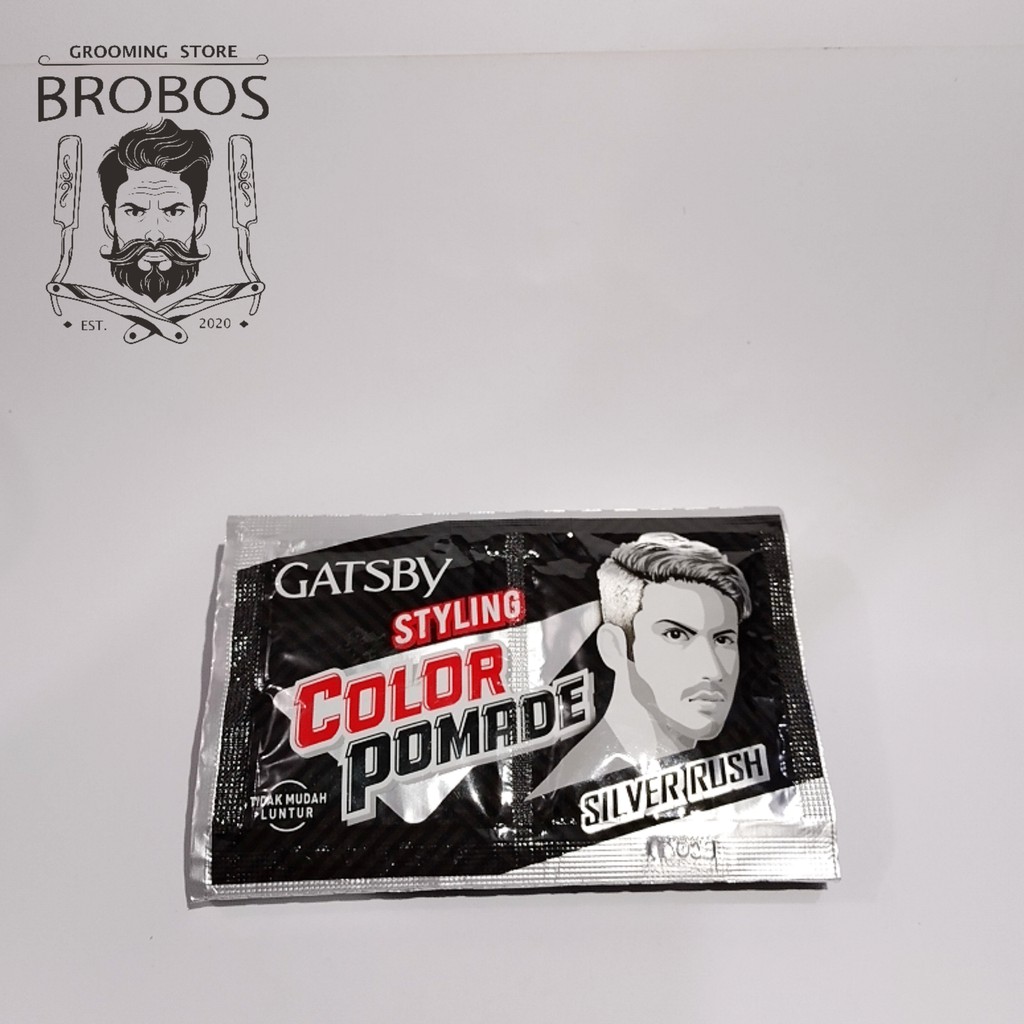 GROOMING STORE
BROBOS
EST. 2020
GATSBY
STYLING
COLOR
POMADE
SILVER RUSH
TIDAK MUDAH
LUNTUR